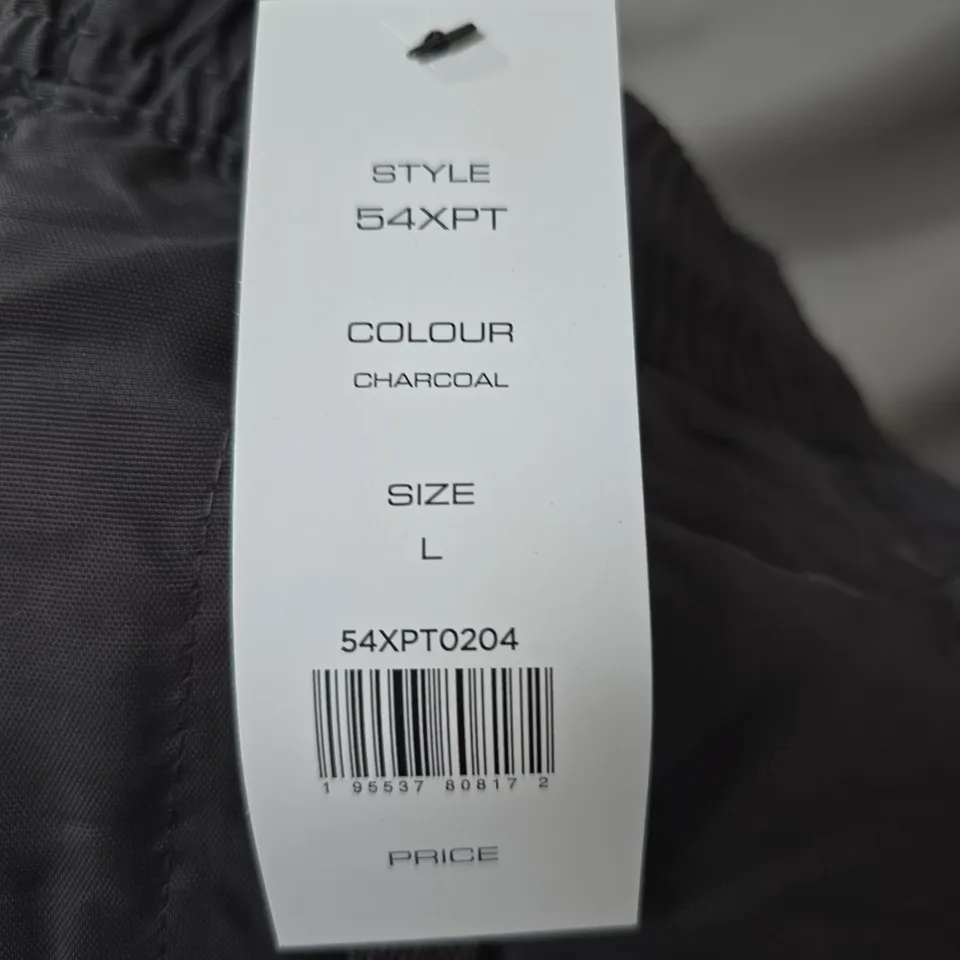 STYLE
54XPT
COLOUR
CHARCOAL
SIZE
L
54XPT0204
1 95537 80817 2
PRICE